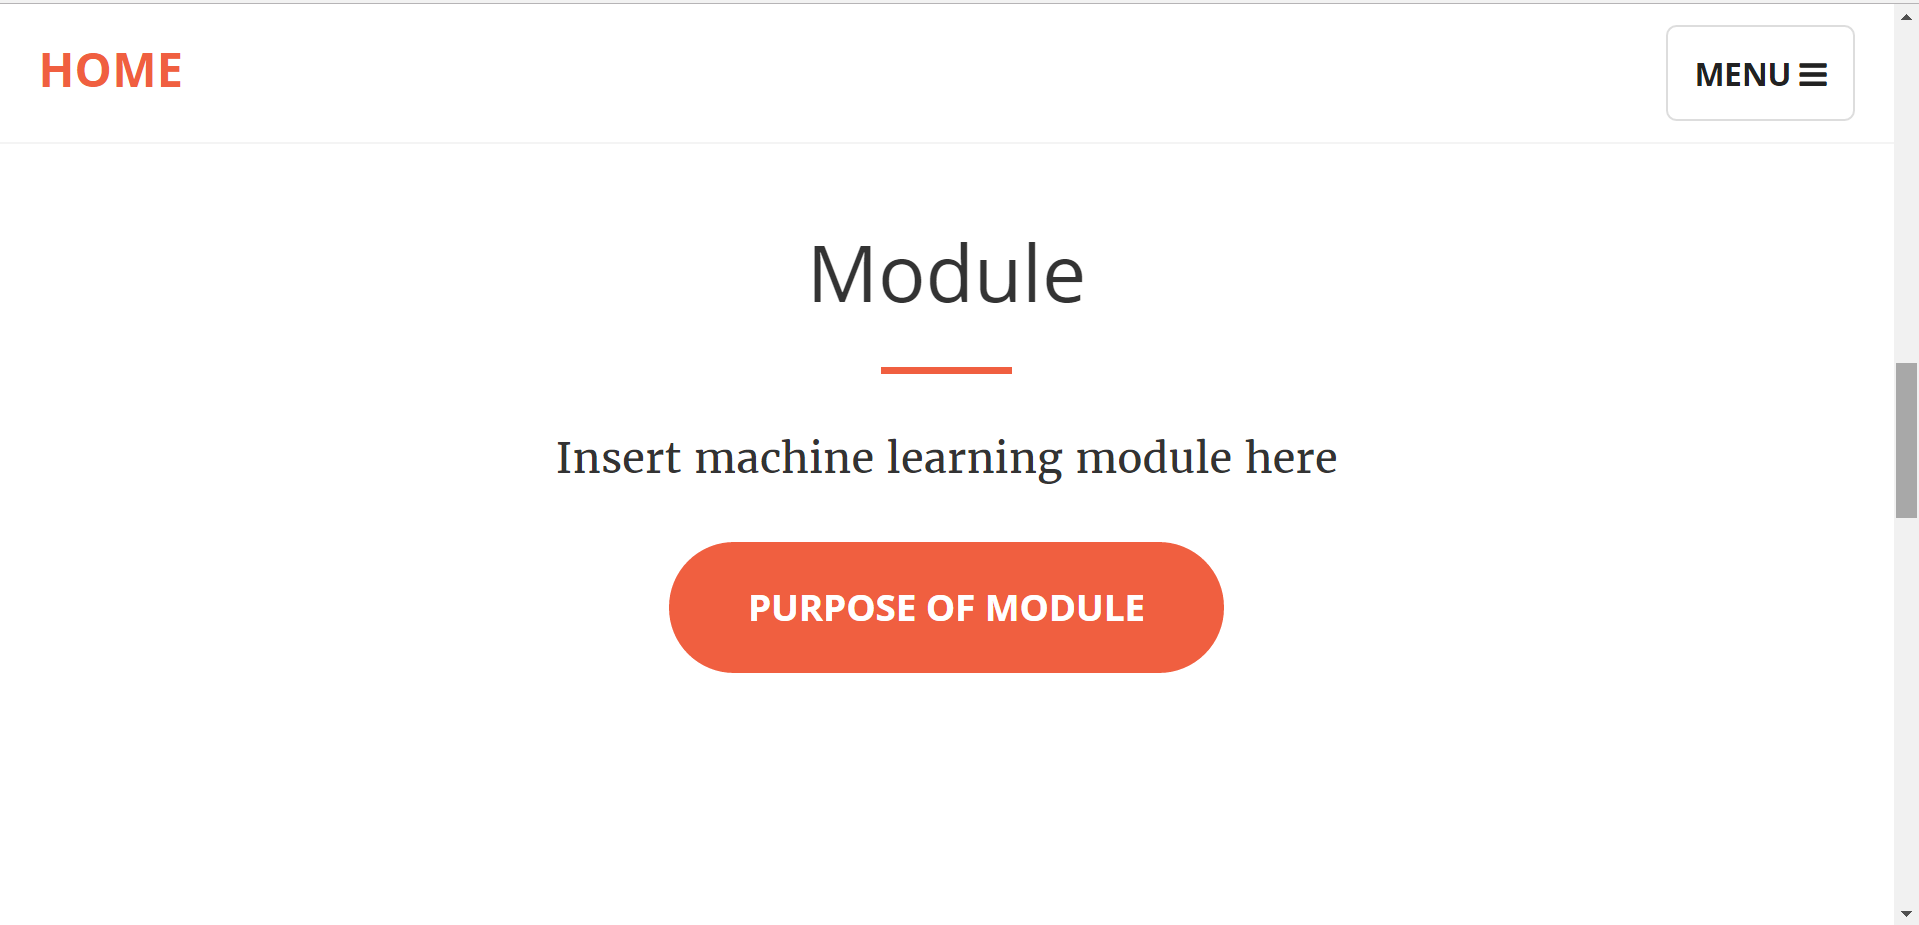 HOME
MENU
Module
Insert machine learning module here
PURPOSE OF MODULE